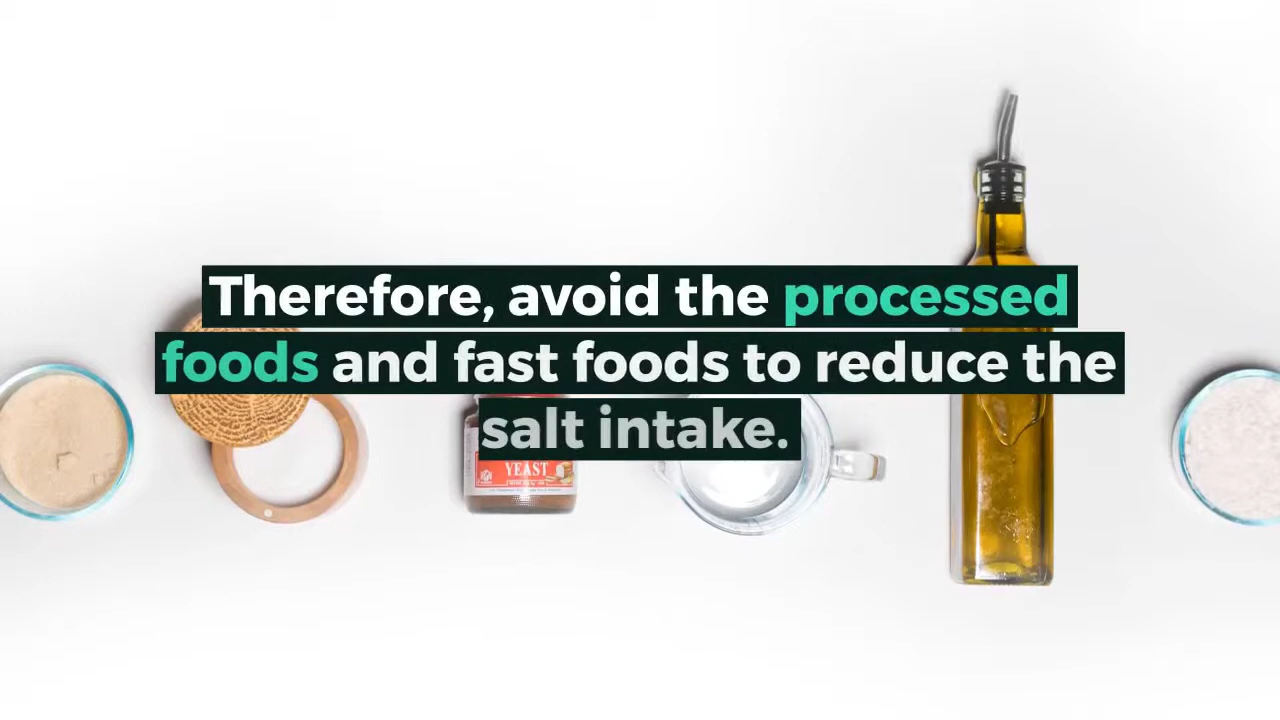 Therefore, avoid the processed
foods and fast foods to reduce the
salt intake.
YEAST